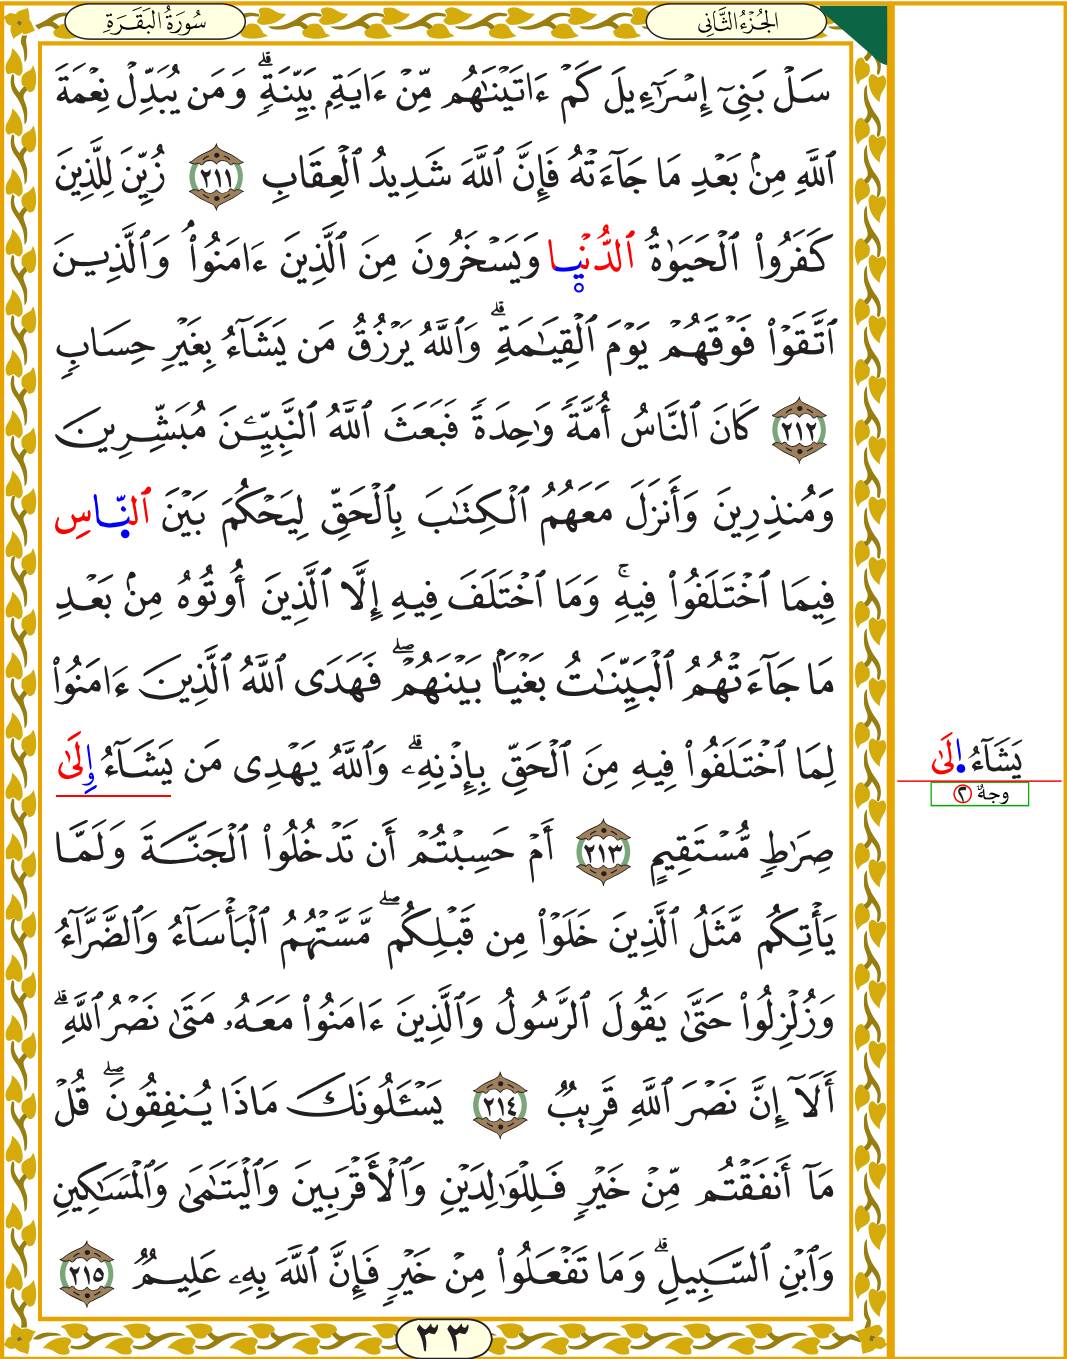 الجُزْءُ الثَّانِي
سُورَةُ البَقَرَةِ
سَلْ بَنِىٓ إِسْرَٰٓءِيلَ كَمْ ءَاتَيْنَٰهُم مِّنْ ءَايَةِۭ بَيِّنَةٖۗ وَمَن يُبَدِّلْ نِعْمَةَ
ٱللَّهِ مِنۢ بَعْدِ مَا جَآءَتْهُ فَإِنَّ ٱللَّهَ شَدِيدُ ٱلْعِقَابِ ٢١١ زُيِّنَ لِلَّذِينَ
كَفَرُوا۟ ٱلْحَيَوٰةُ ٱلدُّنْيا وَيَسْخَرُونَ مِنَ ٱلَّذِينَ ءَامَنُوا۟ۘ وَٱلَّذِينَ
ٱتَّقَوْا۟ فَوْقَهُمْ يَوْمَ ٱلْقِيَٰمَةِۗ وَٱللَّهُ يَرْزُقُ مَن يَشَآءُ بِغَيْرِ حِسَابٖ
٢١٢ كَانَ ٱلنَّاسُ أُمَّةٗ وَٰحِدَةٗ فَبَعَثَ ٱللَّهُ ٱلنَّبِيِّـۧنَ مُبَشِّرِينَ
وَمُنذِرِينَ وَأَنزَلَ مَعَهُمُ ٱلْكِتَٰبَ بِٱلْحَقِّ لِيَحْكُمَ بَيْنَ ٱلنّاسِ
فِيمَا ٱخْتَلَفُوا۟ فِيهِۚ وَمَا ٱخْتَلَفَ فِيهِ إِلَّا ٱلَّذِينَ أُوتُوهُ مِنۢ بَعْدِ
مَا جَآءَتْهُمُ ٱلْبَيِّنَٰتُ بَغْيَۢا بَيْنَهُمْۖ فَهَدَى ٱللَّهُ ٱلَّذِينَ ءَامَنُوا۟
لِمَا ٱخْتَلَفُوا۟ فِيهِ مِنَ ٱلْحَقِّ بِإِذْنِهِۦۗ وَٱللَّهُ يَهْدِى مَن يَشَآءُ وِلَىٰ
يَشَآءُ اِلَىٰ
وجهٌ ٢
صِرَٰطٖ مُّسْتَقِيمٍ ٢١٣ أَمْ حَسِبْتُمْ أَن تَدْخُلُوا۟ ٱلْجَنَّةَ وَلَمَّا
يَأْتِكُم مَّثَلُ ٱلَّذِينَ خَلَوْا۟ مِن قَبْلِكُمۖ مَّسَّتْهُمُ ٱلْبَأْسَآءُ وَٱلضَّرَّآءُ
وَزُلْزِلُوا۟ حَتَّىٰ يَقُولَ ٱلرَّسُولُ وَٱلَّذِينَ ءَامَنُوا۟ مَعَهُۥ مَتَىٰ نَصْرُ ٱللَّهِۗ
أَلَآ إِنَّ نَصْرَ ٱللَّهِ قَرِيبٞ ٢١٤ يَسْـَٔلُونَكَ مَاذَا يُنفِقُونَۖ قُلْ
مَآ أَنفَقْتُم مِّنْ خَيْرٖ فَلِلْوَٰلِدَيْنِ وَٱلْأَقْرَبِينَ وَٱلْيَتَٰمَىٰ وَٱلْمَسَٰكِينِ
وَٱبْنِ ٱلسَّبِيلِۗ وَمَا تَفْعَلُوا۟ مِنْ خَيْرٖ فَإِنَّ ٱللَّهَ بِهِۦ عَلِيمٞ ٢١٥
٣٣